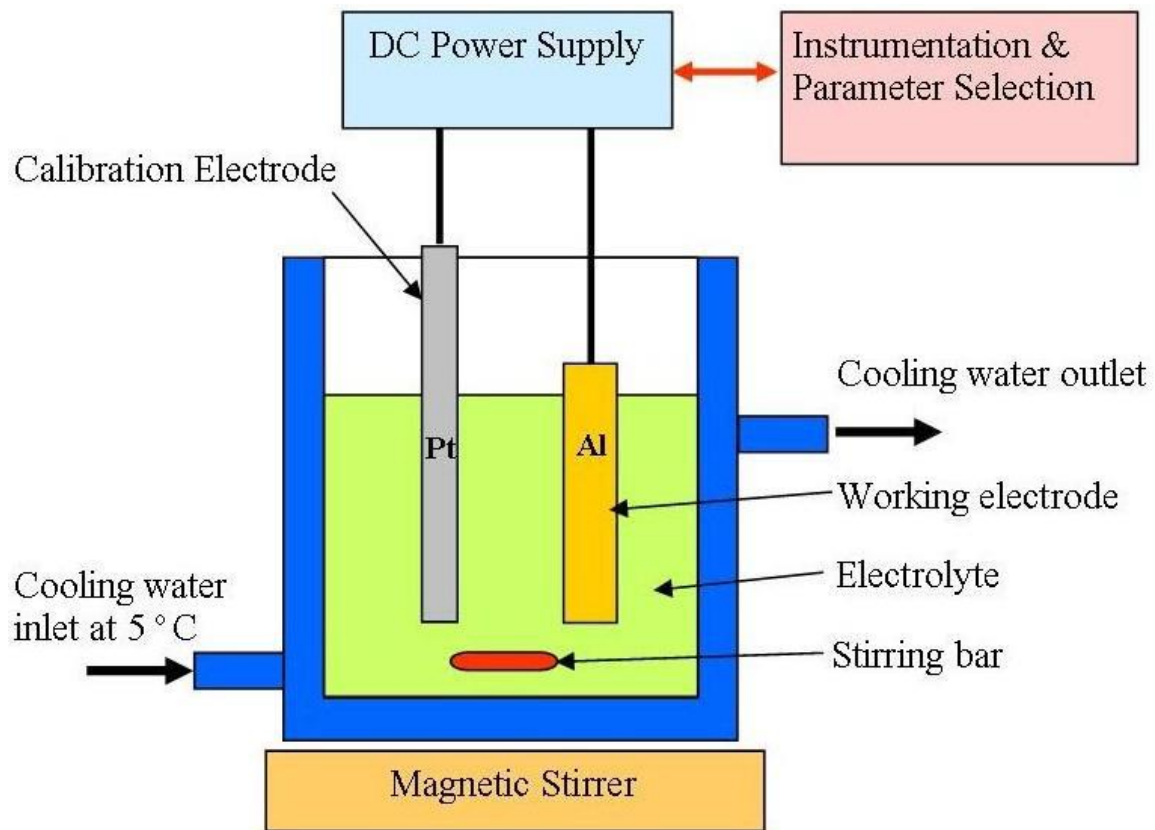 DC Power Supply
Instrumentation &
Parameter Selection
Calibration Electrode
Cooling water outlet
Pt
Al
Working electrode
Cooling water
inlet at 5 °C
Electrolyte
Stirring bar
Magnetic Stirrer